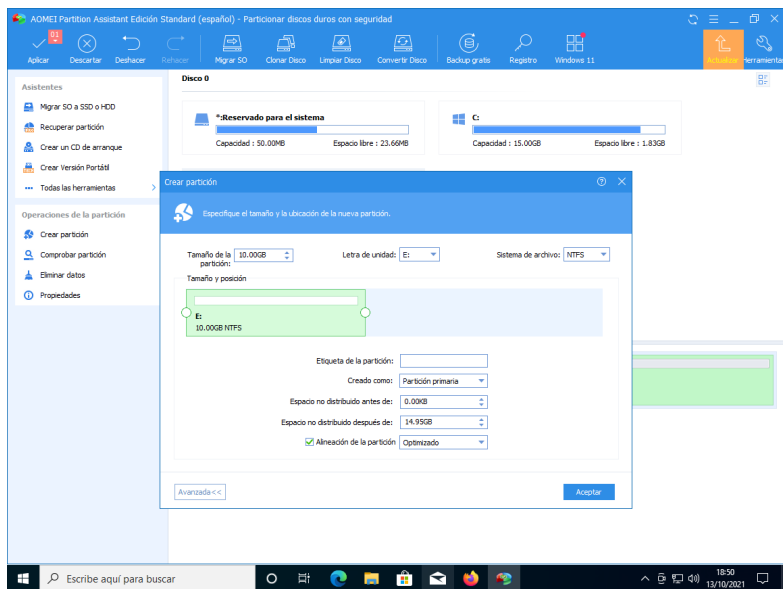 AOMEI Partition Assistant Edición Standard (español) - Particionar discos duros con seguridad
01
Aplicar Descartar Deshacer Rehacer Migrar SO Clonar Disco Limpiar Disco Convertir Disco Backup gratis Registro Windows 11 Actualizar Herramientas
Asistentes
Migrar SO a SSD o HDD
Recuperar partición
Crear un CD de arranque
Crear Versión Portátil
Todas las herramientas
Operaciones de la partición
Crear partición
Comprobar partición
Eliminar datos
Propiedades
Disco 0
*:Reservado para el sistema
Capacidad : 50.00MB Espacio libre : 23.66MB
C:
Capacidad : 15.00GB Espacio libre : 1.83GB
Crear partición
Especifique el tamaño y la ubicación de la nueva partición.
Tamaño de la partición: 10.00GB Letra de unidad: E: Sistema de archivo: NTFS
Tamaño y posición
E:
10.00GB NTFS
Etiqueta de la partición:
Creado como: Partición primaria
Espacio no distribuido antes de: 0.00KB
Espacio no distribuido después de: 14.95GB
Alineación de la partición Optimizado
Avanzada<< Aceptar
Escribe aquí para buscar
18:50
13/10/2021